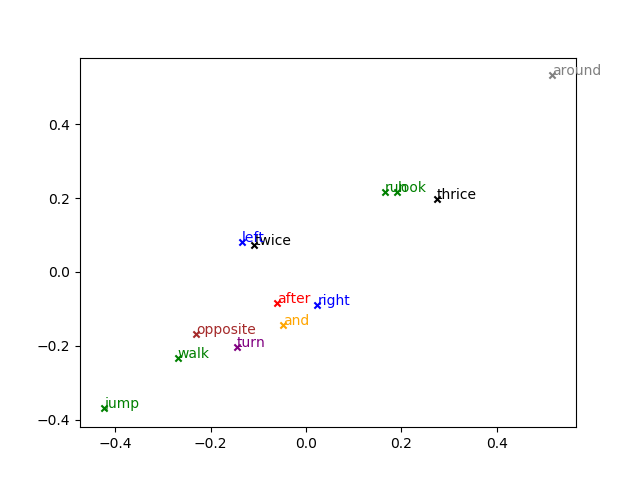 around
0.4
run look
thrice
0.2
left twice
0.0
after
right
and
opposite
turn
−0.2
walk
jump
−0.4
−0.4 −0.2 0.0 0.2 0.4